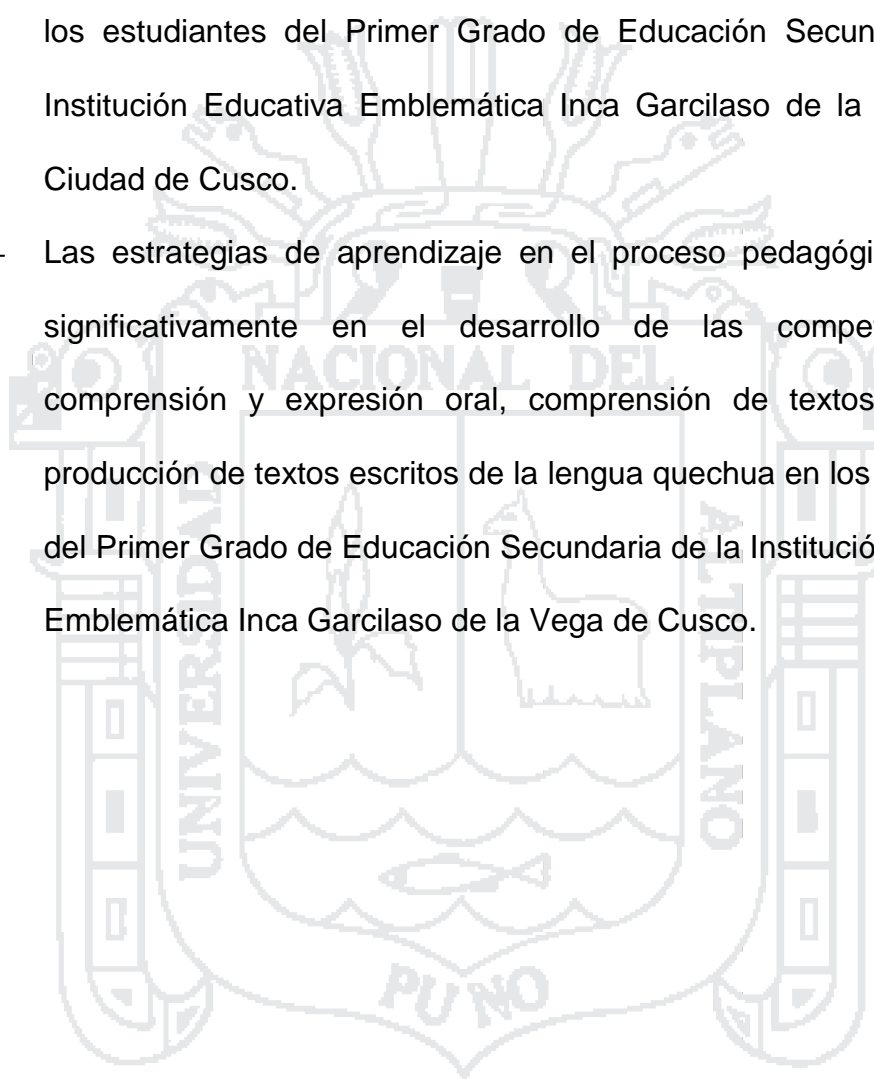 los estudiantes del Primer Grado de Educación Secun
Institución Educativa Emblemática Inca Garcilaso de la
Ciudad de Cusco.
- Las estrategias de aprendizaje en el proceso pedagógi
significativamente en el desarrollo de las compe
comprensión y expresión oral, comprensión de textos
producción de textos escritos de la lengua quechua en los
del Primer Grado de Educación Secundaria de la Institució
Emblemática Inca Garcilaso de la Vega de Cusco.
NACIONAL DEL
UNIVERSIDAD
ALTIPLANO
PUNO